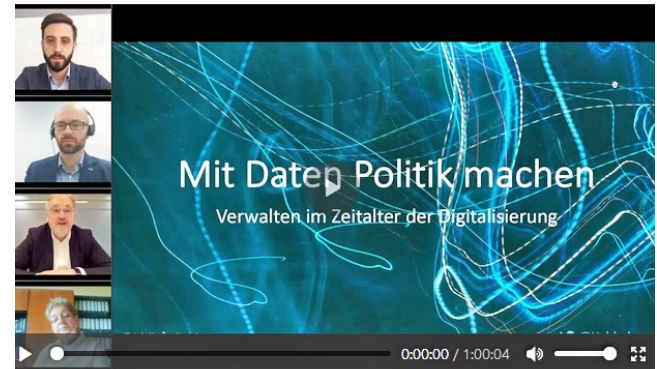 Mit Daten Politik machen
Verwalten im Zeitalter der Digitalisierung
0:00:00 / 1:00:04